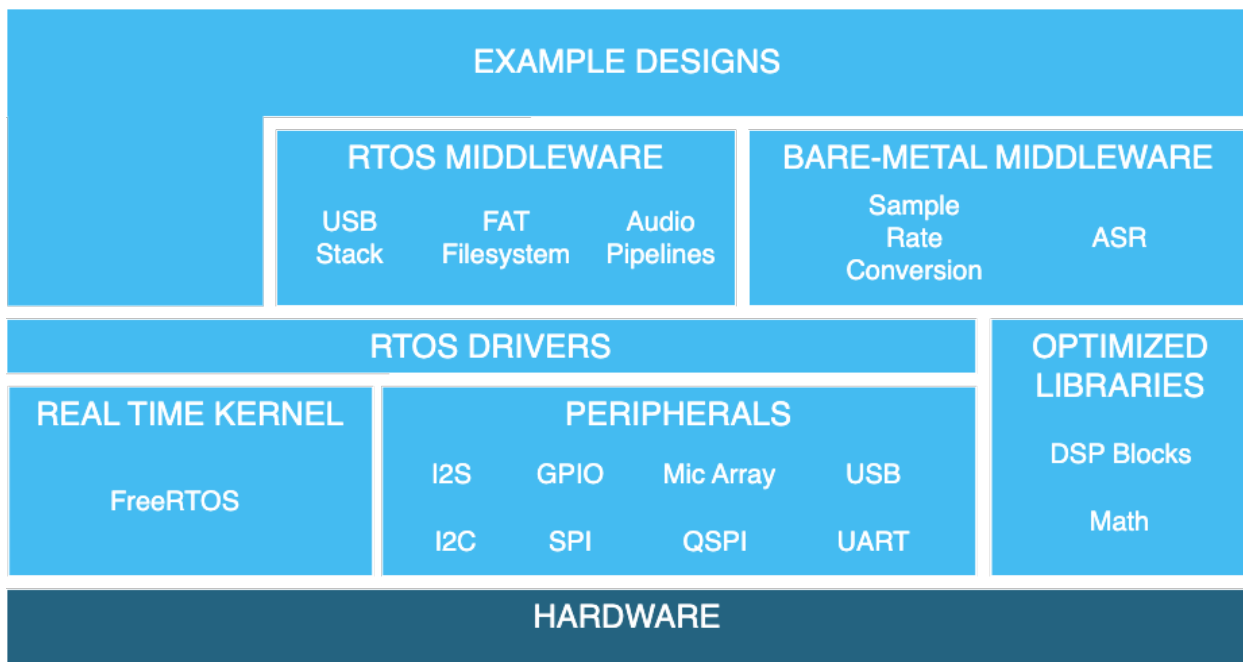 EXAMPLE DESIGNS
RTOS MIDDLEWARE
USB
Stack
FAT
Filesystem
Audio
Pipelines
BARE-METAL MIDDLEWARE
Sample
Rate
Conversion
ASR
RTOS DRIVERS
OPTIMIZED
LIBRARIES
DSP Blocks
Math
REAL TIME KERNEL
FreeRTOS
PERIPHERALS
I2S GPIO Mic Array USB
I2C SPI QSPI UART
HARDWARE